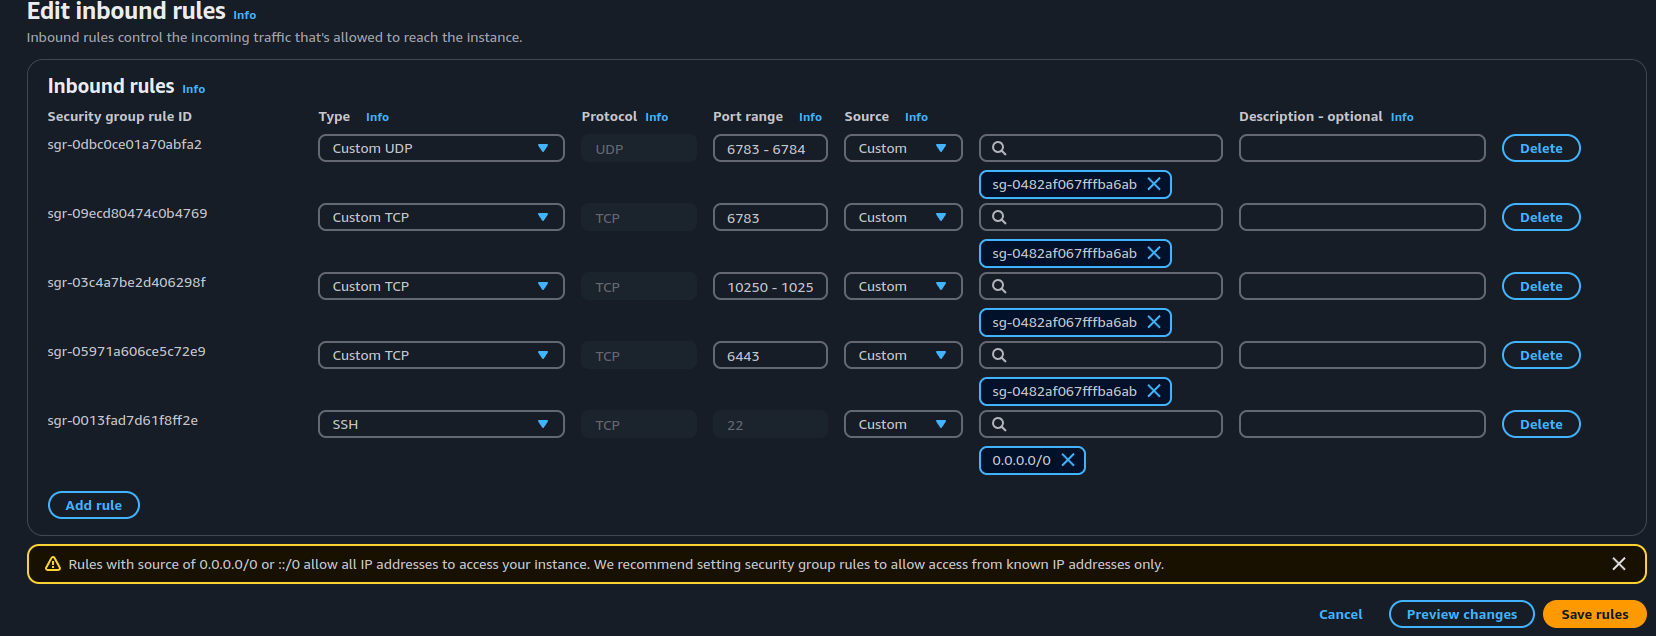 Edit inbound rules Info
Inbound rules control the incoming traffic that's allowed to reach the instance.
Inbound rules Info
Security group rule ID Type Info Protocol Info Port range Info Source Info Description - optional Info
sgr-0dbc0ce01a70abfa2 Custom UDP UDP 6783 - 6784 Custom Delete
sg-0482af067fffba6ab
sgr-09ecd80474c0b4769 Custom TCP TCP 6783 Custom Delete
sg-0482af067fffba6ab
sgr-03c4a7be2d406298f Custom TCP TCP 10250 - 1025 Custom Delete
sg-0482af067fffba6ab
sgr-05971a606ce5c72e9 Custom TCP TCP 6443 Custom Delete
sg-0482af067fffba6ab
sgr-0013fad7d61f8ff2e SSH TCP 22 Custom Delete
0.0.0.0/0
Add rule
Rules with source of 0.0.0.0/0 or ::/0 allow all IP addresses to access your instance. We recommend setting security group rules to allow access from known IP addresses only.
Cancel Preview changes Save rules